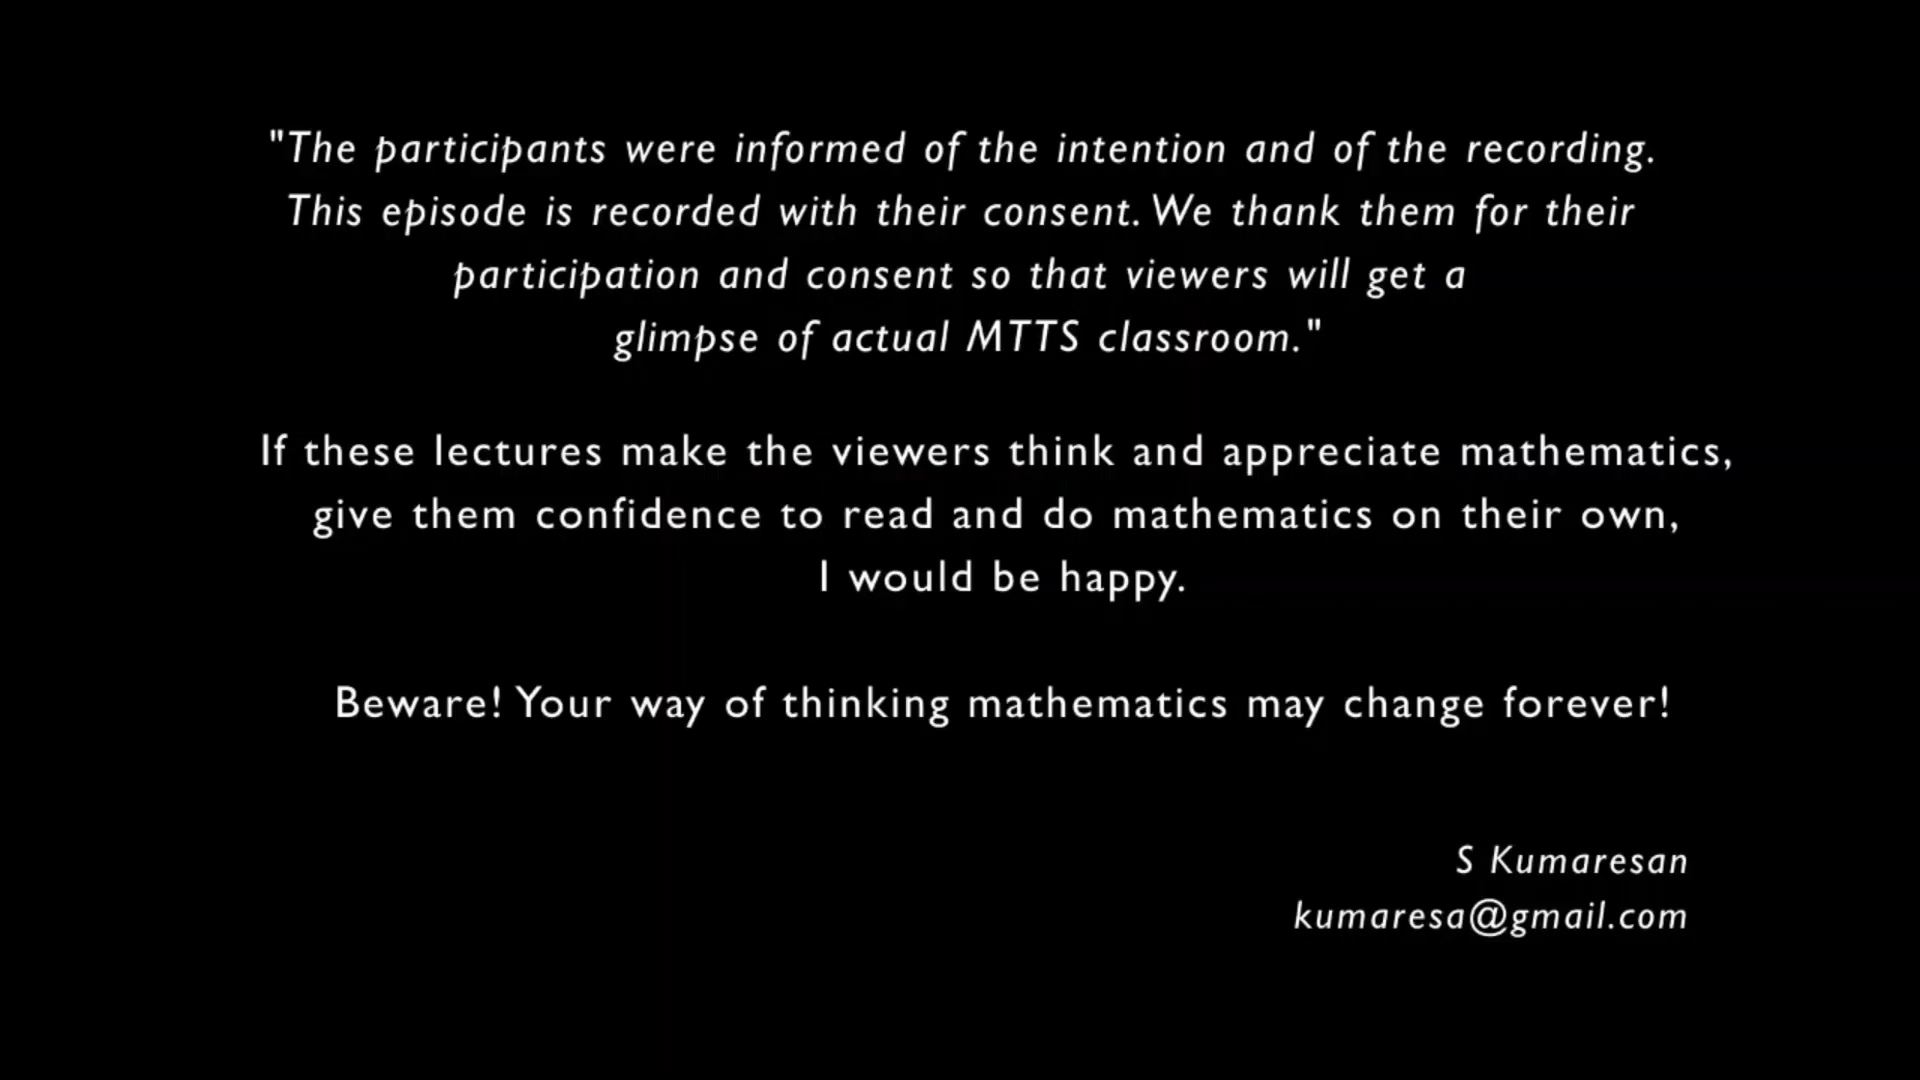 "The participants were informed of the intention and of the recording.
This episode is recorded with their consent. We thank them for their
participation and consent so that viewers will get a
glimpse of actual MTTS classroom."
If these lectures make the viewers think and appreciate mathematics,
give them confidence to read and do mathematics on their own,
I would be happy.
Beware! Your way of thinking mathematics may change forever!
S Kumaresan
kumaresa@gmail.com